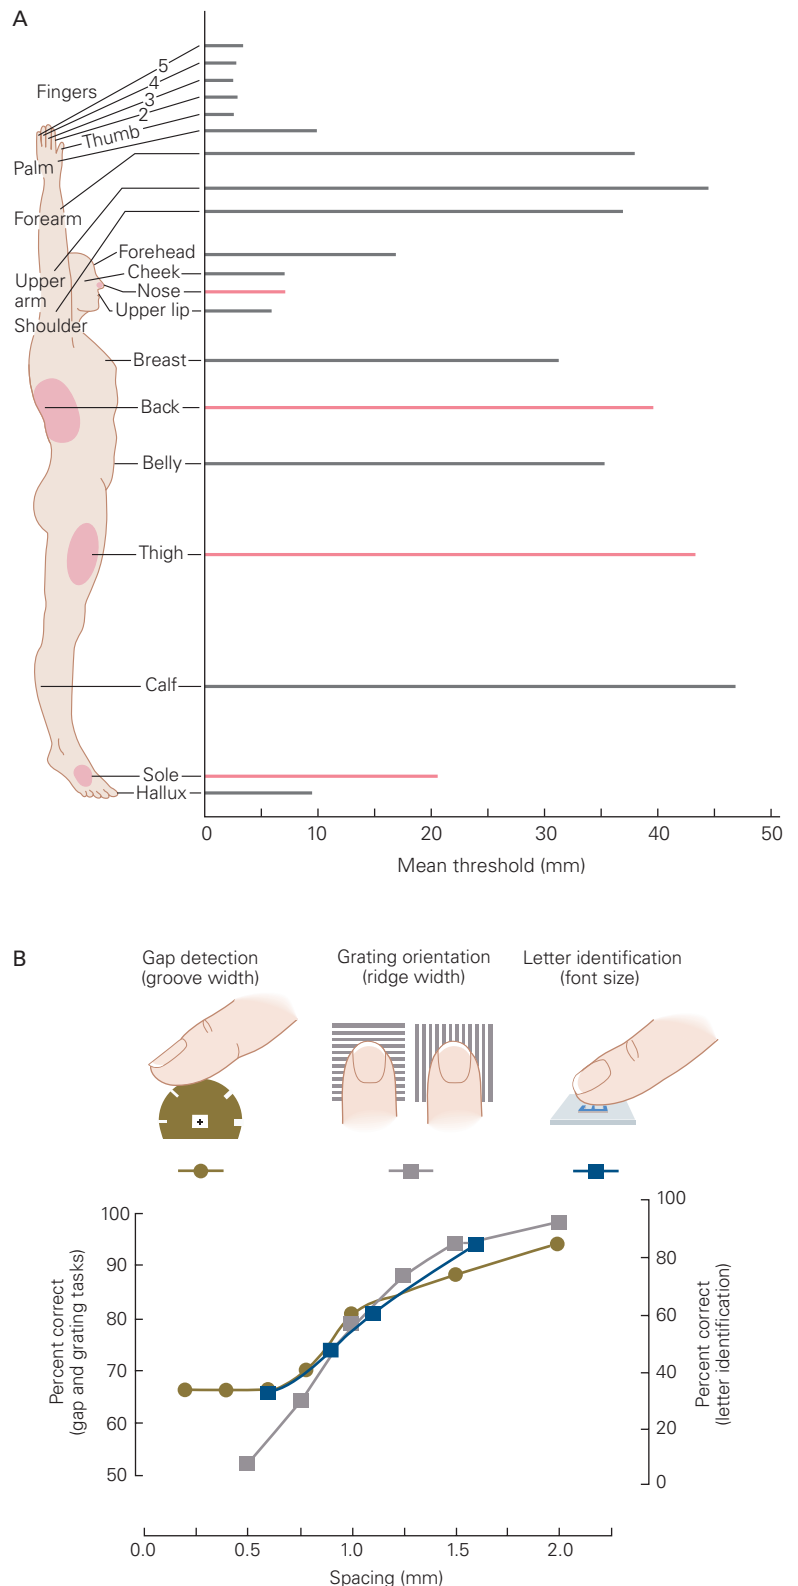 A
Fingers
5
4
3
2
Thumb
Palm
Forearm
Forehead
Cheek
Upper
arm
Nose
Upper lip
Shoulder
Breast
Back
Belly
Thigh
Calf
Sole
Hallux
0 10 20 30 40 50
Mean threshold (mm)
B
Gap detection
(groove width)
Grating orientation
(ridge width)
Letter identification
(font size)
100
90
80
70
60
50
Percent correct
(gap and grating tasks)
100
80
60
40
20
0
Percent correct
(letter identification)
0.0 0.5 1.0 1.5 2.0
Spacing (mm)